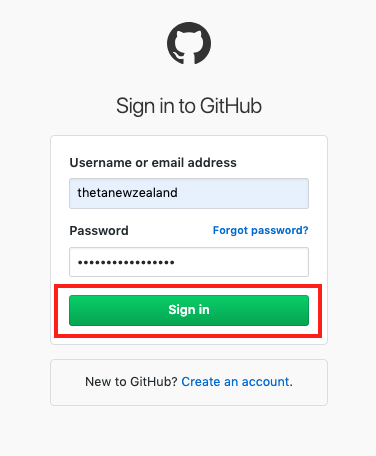 Sign in to GitHub
Username or email address
thetanewzealand
Password Forgot password?
•••••••••••••••••
Sign in
New to GitHub? Create an account.